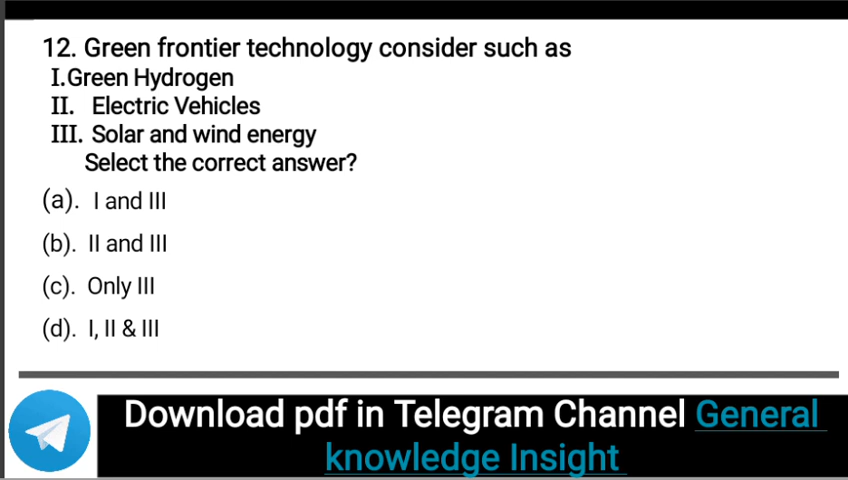 12. Green frontier technology consider such as
I.Green Hydrogen
II. Electric Vehicles
III. Solar and wind energy
Select the correct answer?
(a). I and III
(b). II and III
(c). Only III
(d). I, II & III
Download pdf in Telegram Channel General
knowledge Insight